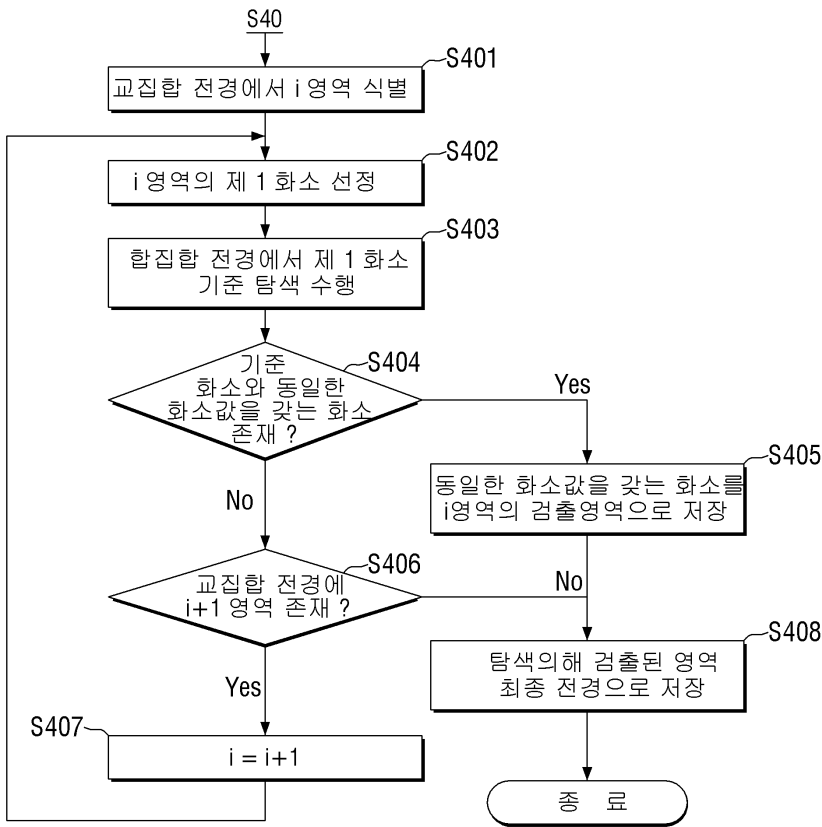 S40
S401
교집합 전경에서 i 영역 식별
S402
i 영역의 제 1 화소 선정
S403
합집합 전경에서 제 1 화소
기준 탐색 수행
S404
기준
화소와 동일한
화소값을 갖는 화소
존재 ?
Yes
No
S405
동일한 화소값을 갖는 화소를
i영역의 검출영역으로 저장
S406
교집합 전경에
i+1 영역 존재 ?
No
Yes
S408
탐색의해 검출된 영역
최종 전경으로 저장
S407
i = i+1
종 료